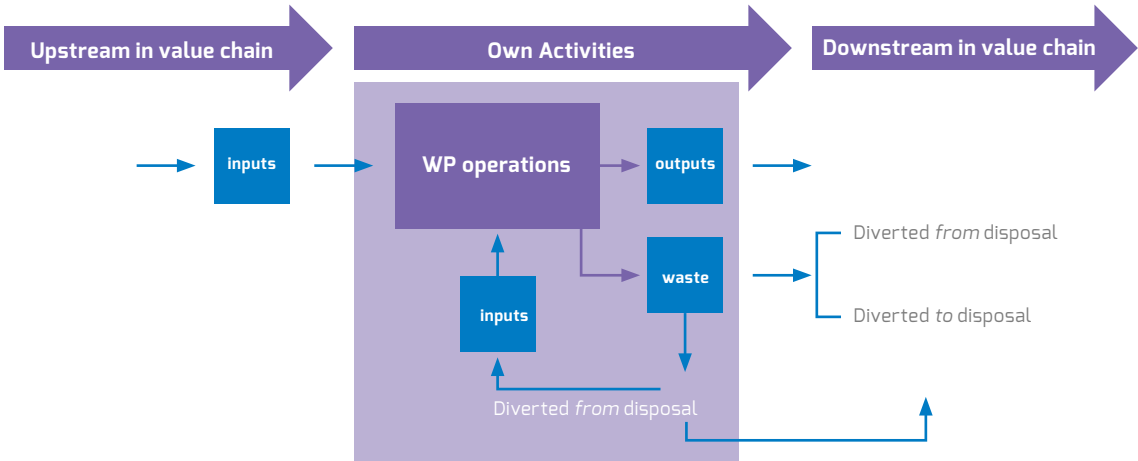 Upstream in value chain
Own Activities
Downstream in value chain
inputs
WP operations
outputs
Diverted from disposal
waste
inputs
Diverted to disposal
Diverted from disposal